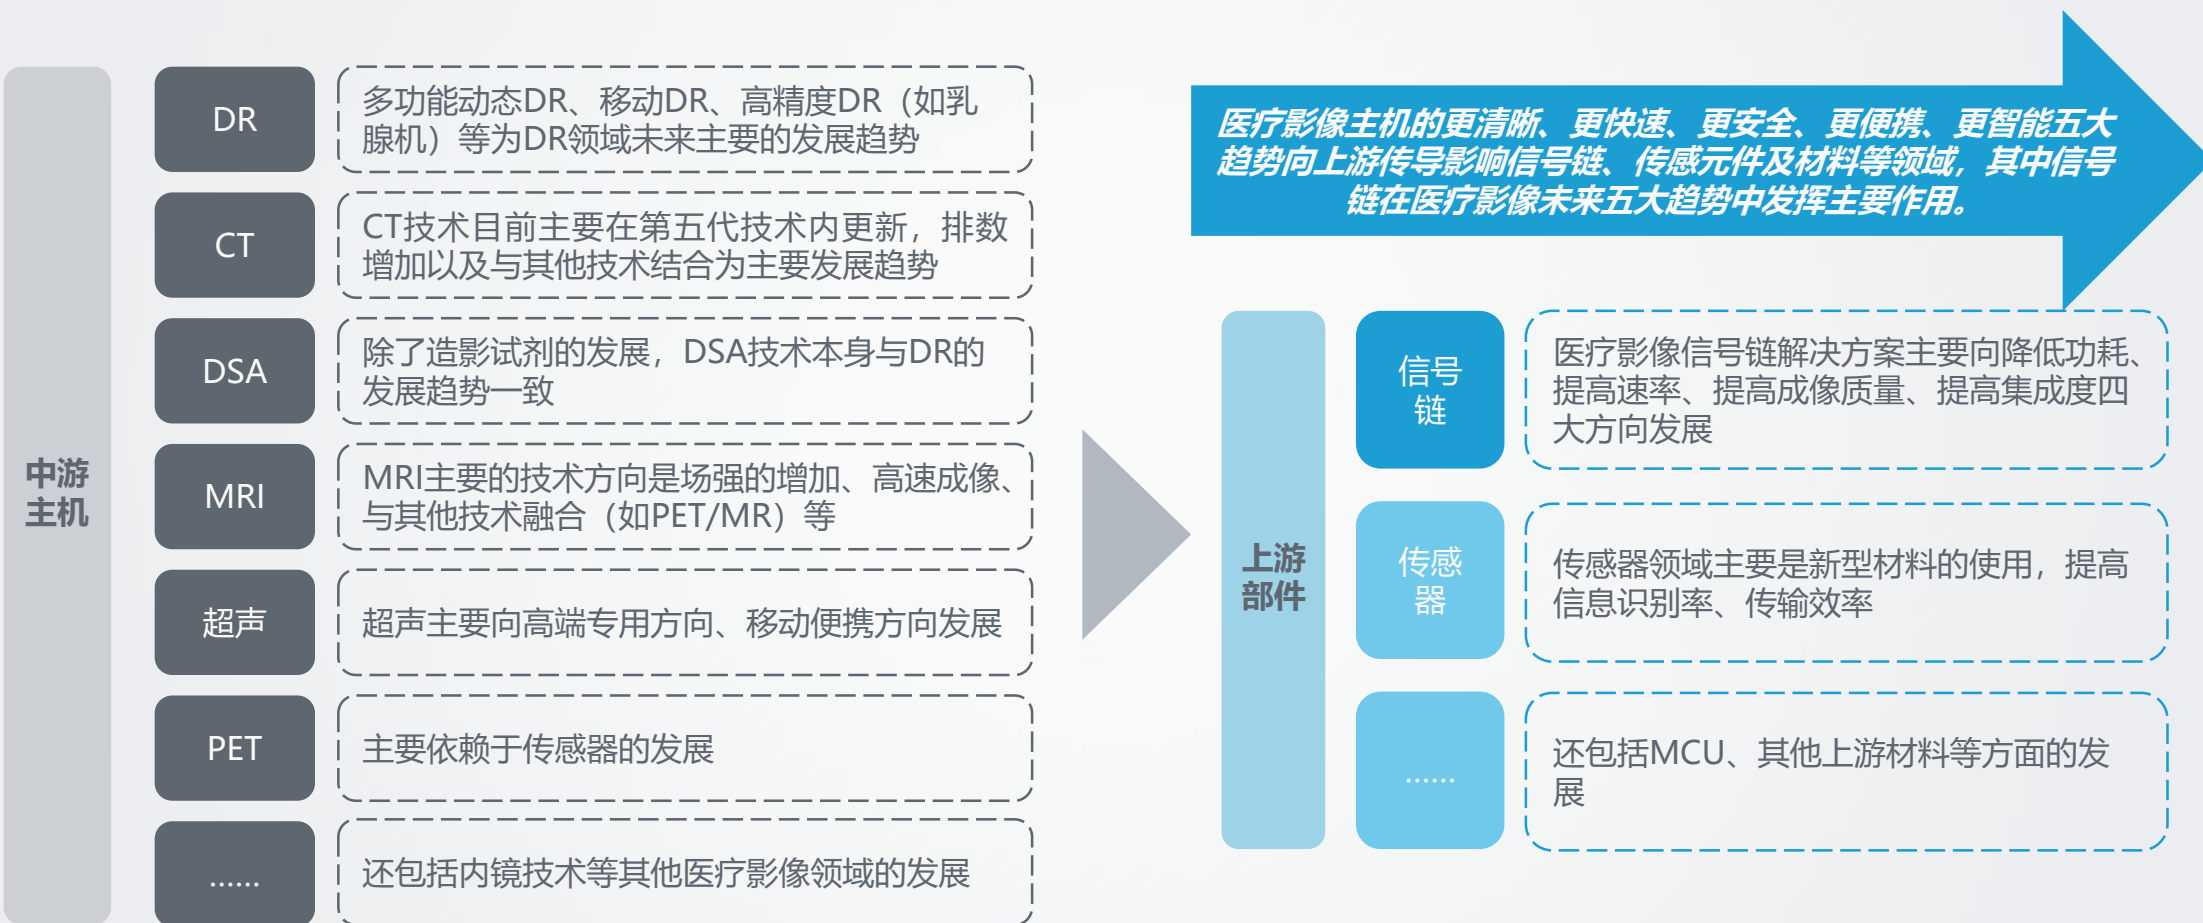 中游
主机
DR
多功能动态DR、移动DR、高精度DR（如乳
腺机）等为DR领域未来主要的发展趋势
CT
CT技术目前主要在第五代技术内更新，排数
增加以及与其他技术结合为主要发展趋势
DSA
除了造影试剂的发展，DSA技术本身与DR的
发展趋势一致
MRI
MRI主要的技术方向是场强的增加、高速成像、
与其他技术融合（如PET/MR）等
超声
超声主要向高端专用方向、移动便携方向发展
PET
主要依赖于传感器的发展
……
还包括内镜技术等其他医疗影像领域的发展
医疗影像主机的更清晰、更快速、更安全、更便携、更智能五大
趋势向上游传导影响信号链、传感元件及材料等领域，其中信号
链在医疗影像未来五大趋势中发挥主要作用。
上游
部件
信号
链
医疗影像信号链解决方案主要向降低功耗、
提高速率、提高成像质量、提高集成度四
大方向发展
传感
器
传感器领域主要是新型材料的使用，提高
信息识别率、传输效率
……
还包括MCU、其他上游材料等方面的发
展